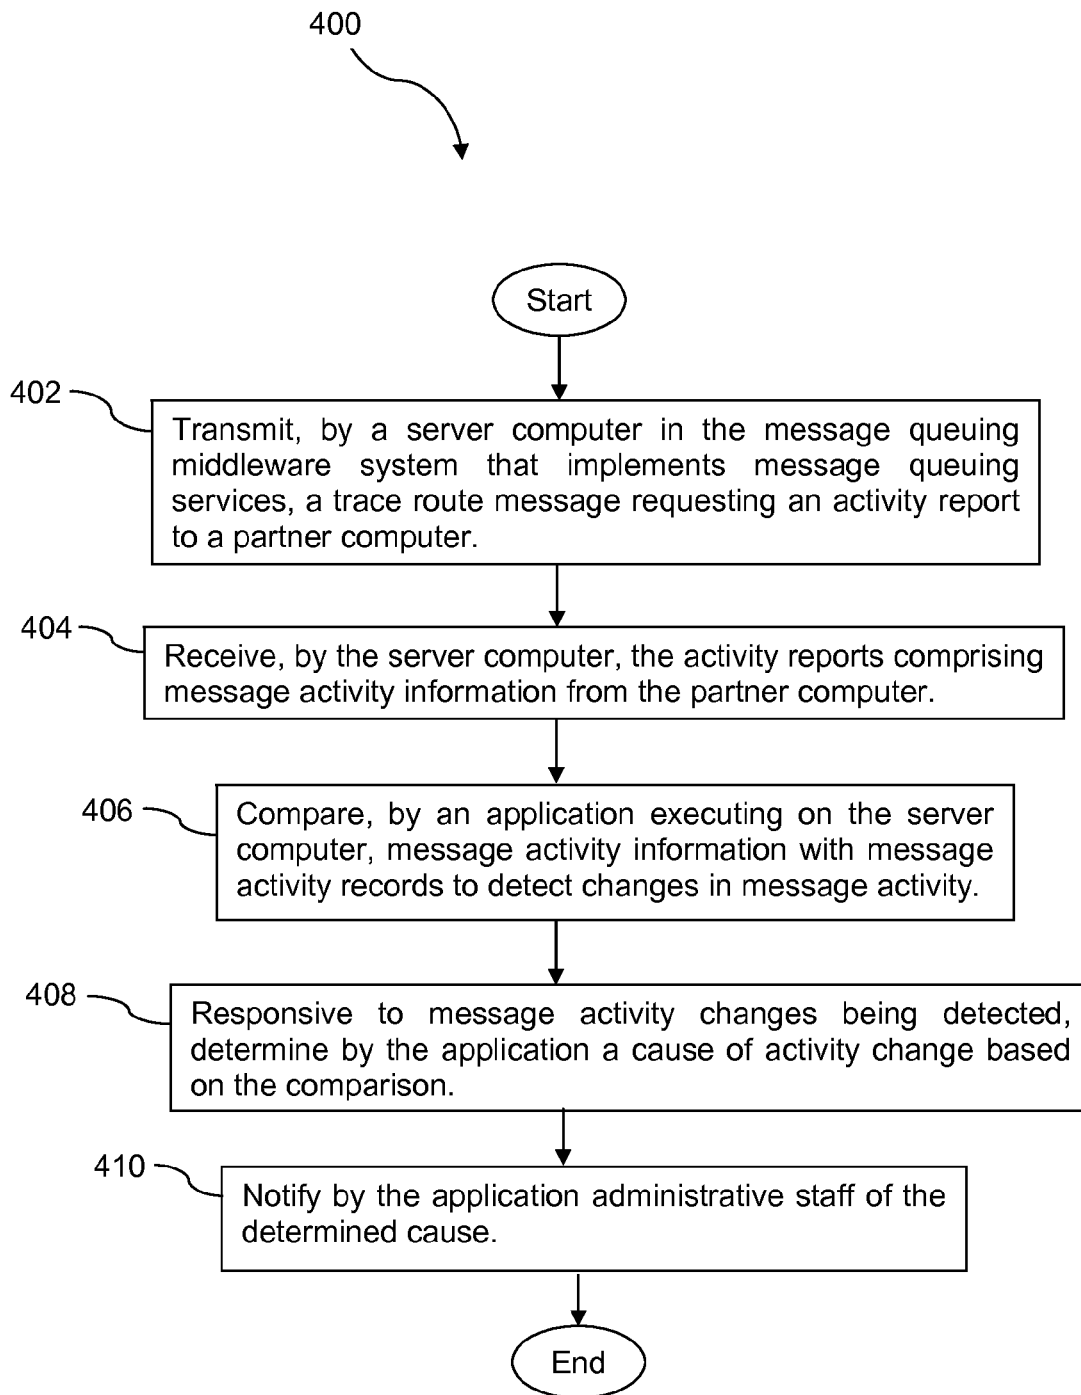 400
Start
402
Transmit, by a server computer in the message queuing
middleware system that implements message queuing
services, a trace route message requesting an activity report
to a partner computer.
404
Receive, by the server computer, the activity reports comprising
message activity information from the partner computer.
406
Compare, by an application executing on the server
computer, message activity information with message
activity records to detect changes in message activity.
408
Responsive to message activity changes being detected,
determine by the application a cause of activity change based
on the comparison.
410
Notify by the application administrative staff of the
determined cause.
End